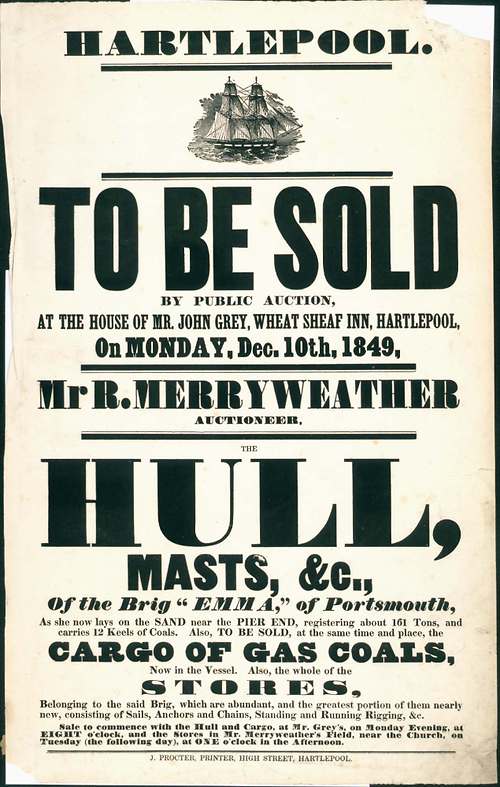 HARTLEPOOL.
TO BE SOLD
BY PUBLIC AUCTION,
AT THE HOUSE OF MR. JOHN GREY, WHEAT SHEAF INN, HARTLEPOOL,
On MONDAY, Dec. 10th, 1849,
Mr R. MERRYWEATHER
AUCTIONEER,
THE
HULL,
MASTS, &c.,
Of the Brig "EMMA," of Portsmouth,
As she now lays on the SAND near the PIER END, registering about 161 Tons, and
carries 12 Keels of Coals. Also, TO BE SOLD, at the same time and place, the
CARGO OF GAS COALS,
Now in the Vessel. Also, the whole of the
STORES,
Belonging to the said Brig, which are abundant, and the greatest portion of them nearly
new, consisting of Sails, Anchors and Chains, Standing and Running Rigging, &c.
Sale to commence with the Hull and Cargo, at Mr. Grey's, on Monday Evening, at
EIGHT o'clock, and the Stores in Mr. Merryweather's Field, near the Church, on
Tuesday (the following day), at ONE o'clock in the Afternoon.
J. PROCTER, PRINTER, HIGH STREET, HARTLEPOOL.